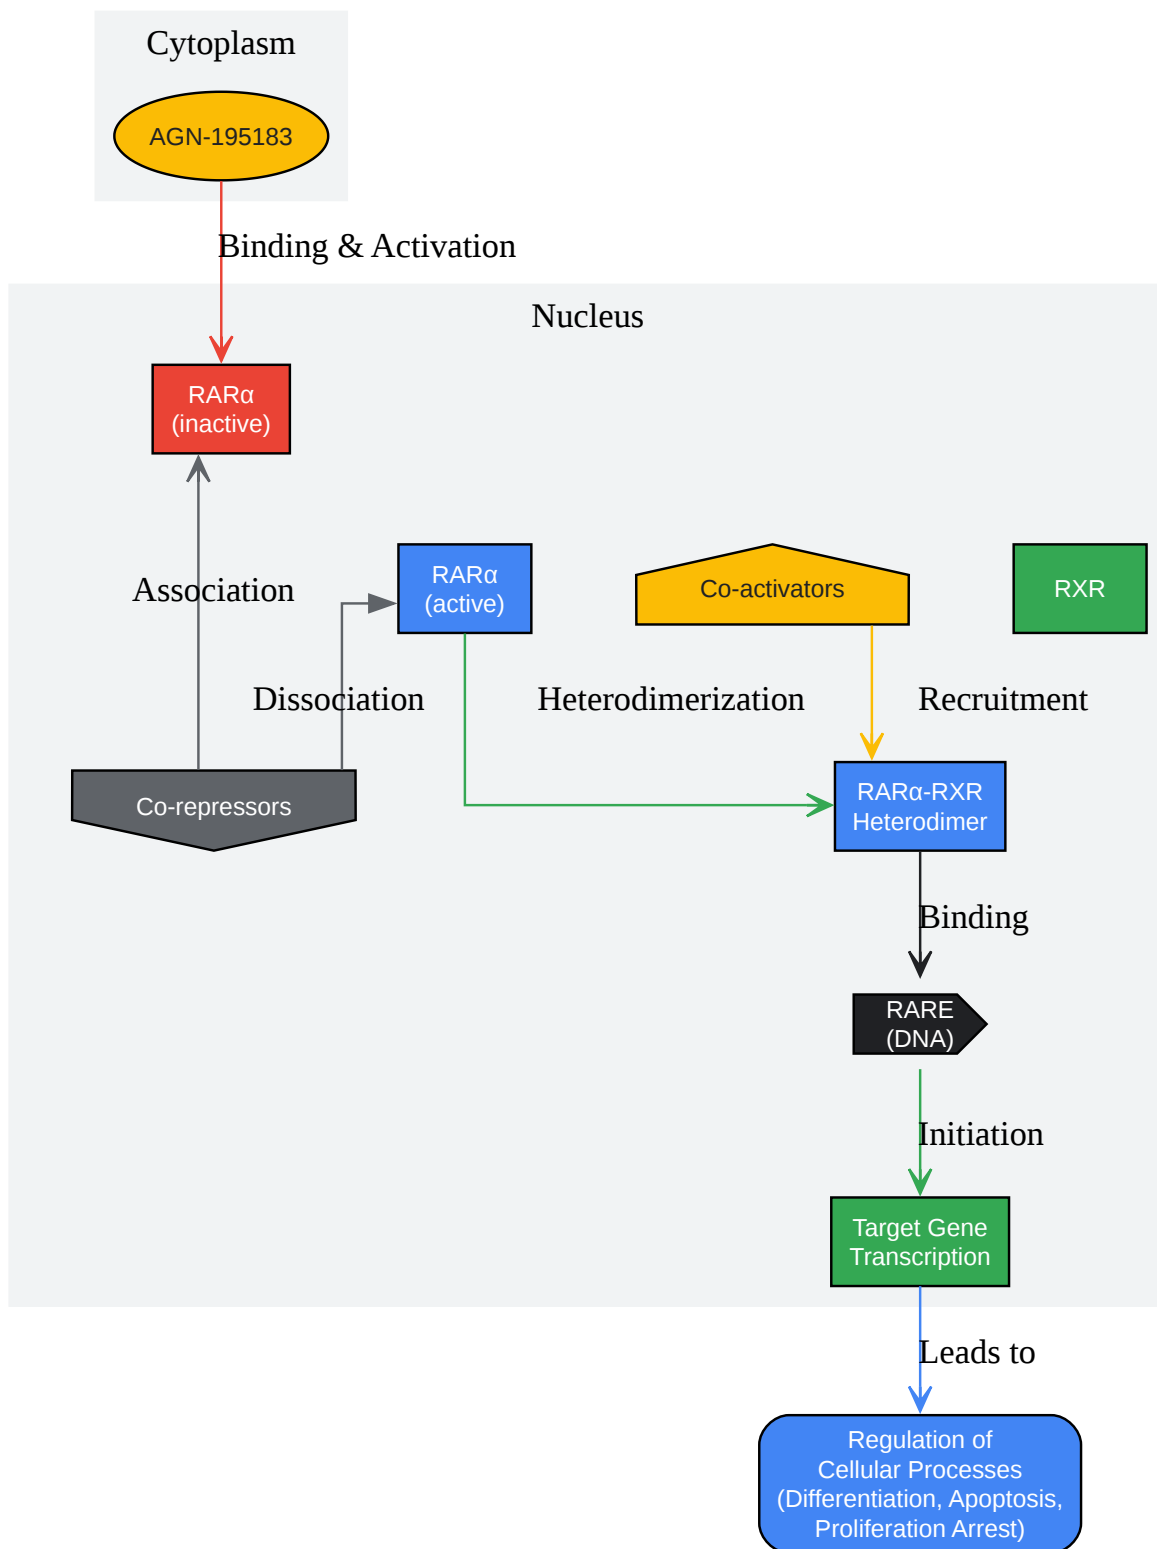 Cytoplasm
AGN-195183
Binding & Activation
Nucleus
RARα
(inactive)
Association
RARα
(active)
Co-activators
RXR
Dissociation
Heterodimerization
Recruitment
Co-repressors
RARα-RXR
Heterodimer
Binding
RARE
(DNA)
Initiation
Target Gene
Transcription
Leads to
Regulation of
Cellular Processes
(Differentiation, Apoptosis,
Proliferation Arrest)